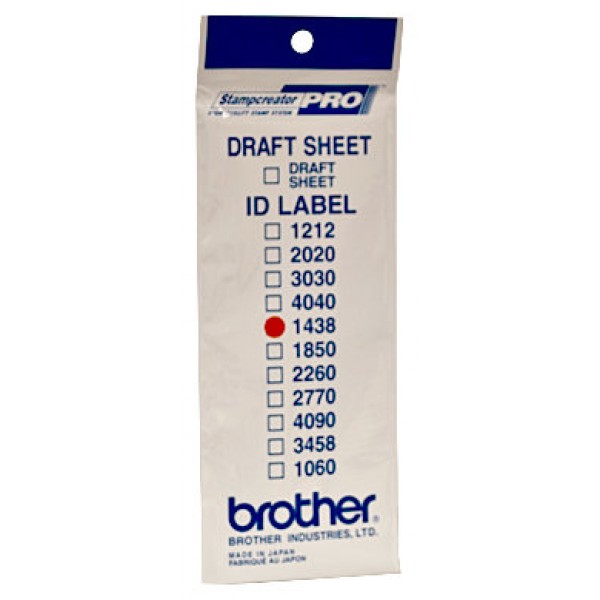 Stampcreator PRO™
DRAFT SHEET
DRAFT
SHEET
ID LABEL
1212
2020
3030
4040
1438
1850
2260
2770
4090
3458
1060
brother®
BROTHER INDUSTRIES, LTD.
MADE IN JAPAN
FABRIQUÉ AU JAPON